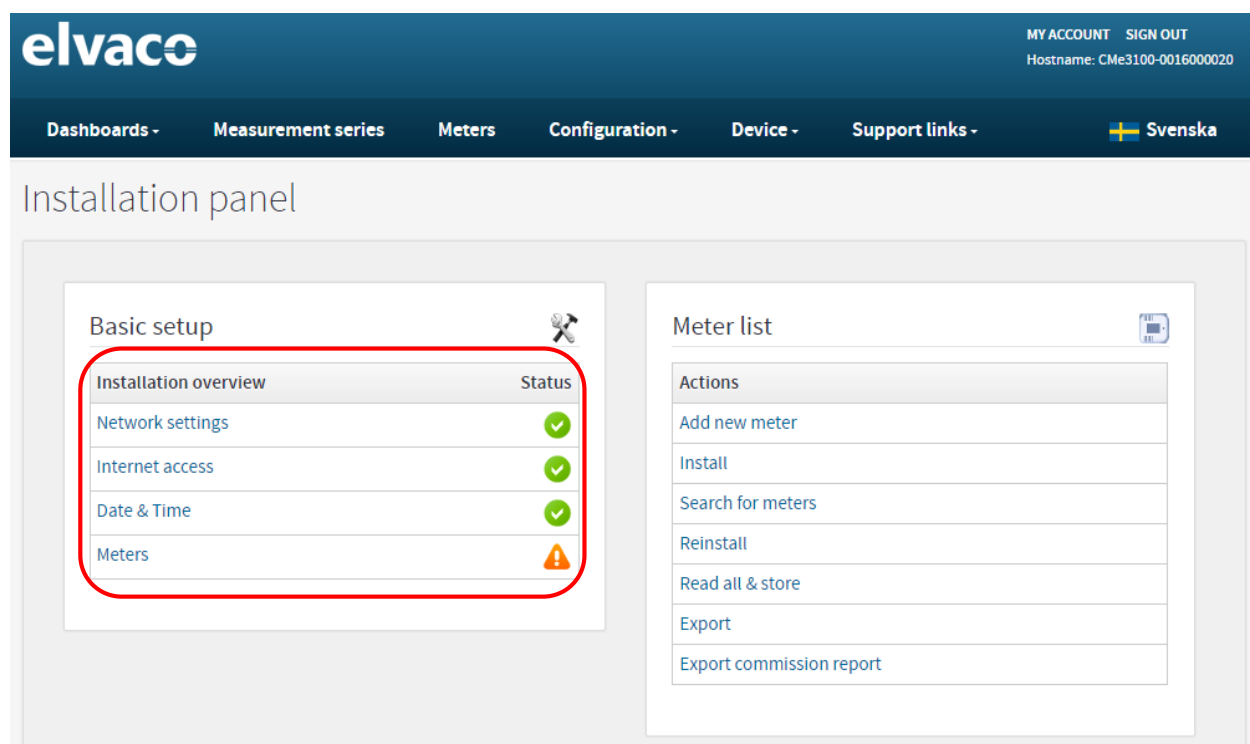 elvaco
MY ACCOUNT SIGN OUT
Hostname: CMe3100-0016000020
Dashboards Measurement series Meters Configuration Device Support links Svenska
Installation panel
Basic setup
Installation overview Status
Network settings
Internet access
Date & Time
Meters
Meter list
Actions
Add new meter
Install
Search for meters
Reinstall
Read all & store
Export
Export commission report